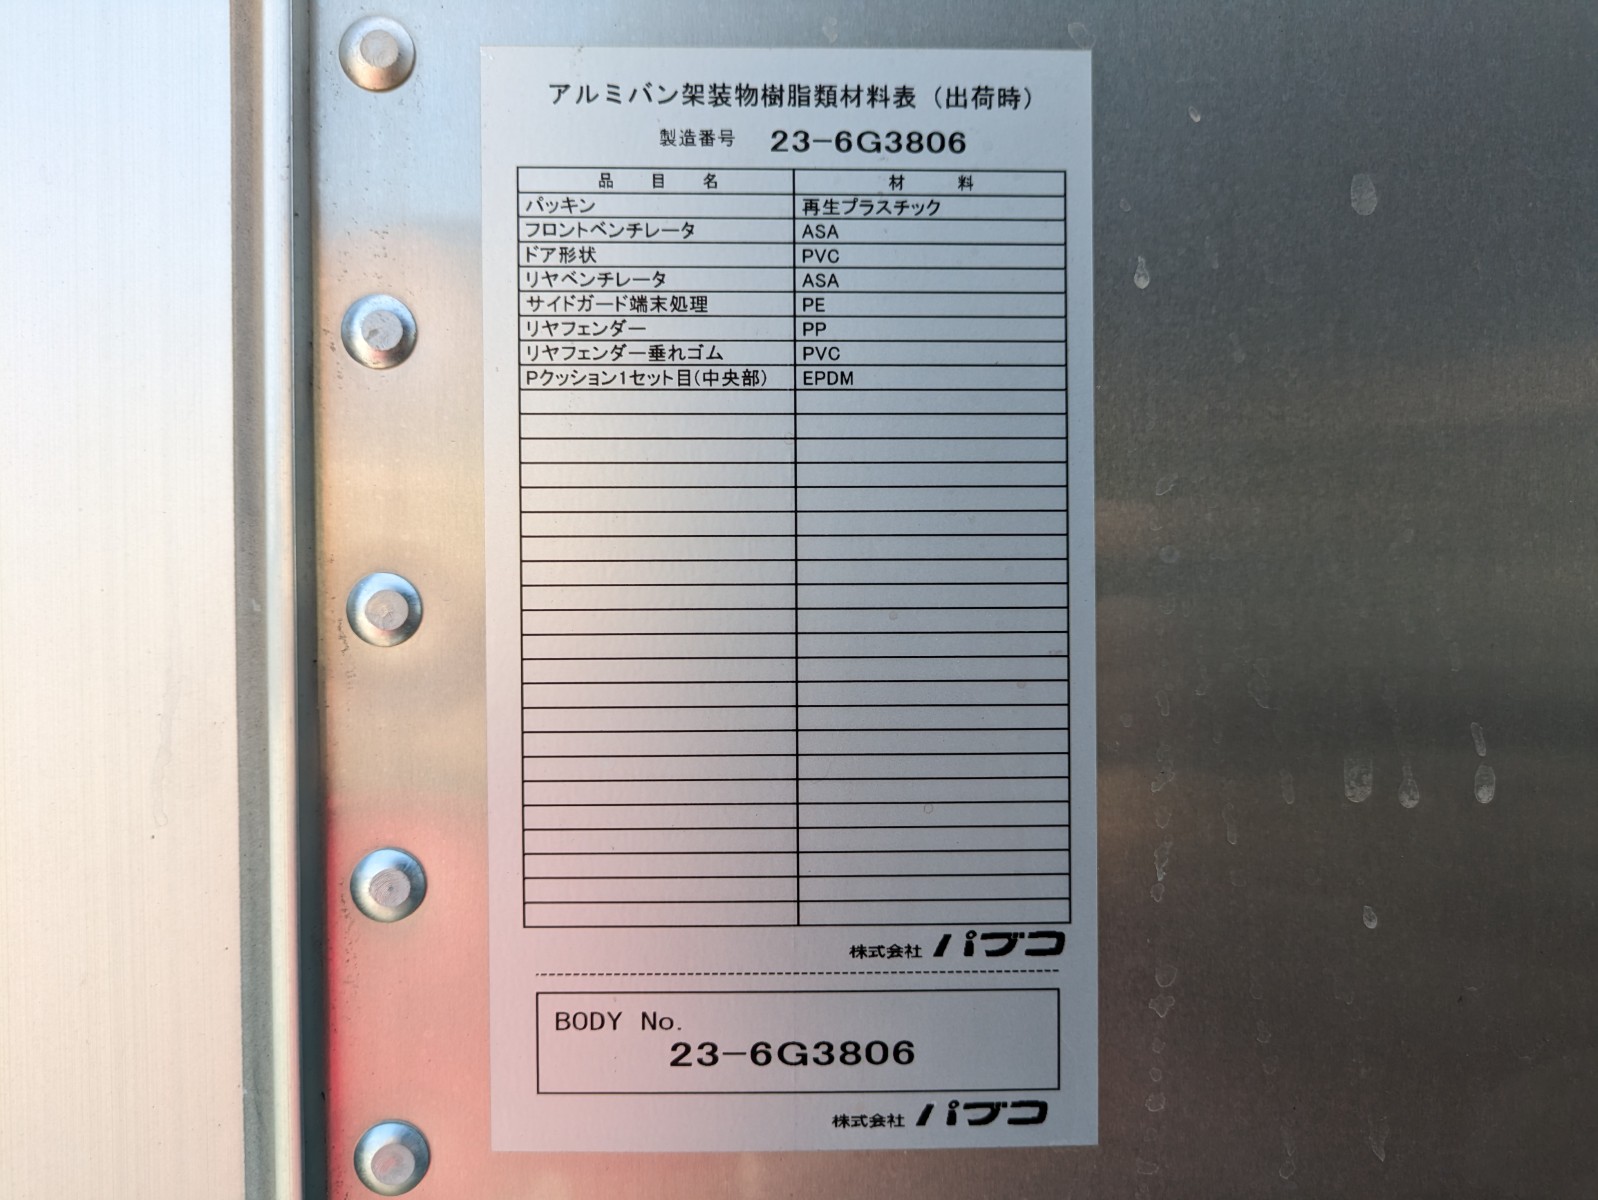 アルミバン架装物樹脂類材料表（出荷時）
製造番号 23-6G3806
品目名 材料
パッキン 再生プラスチック
フロントベンチレータ ASA
ドア形状 PVC
リヤベンチレータ ASA
サイドガード端末処理 PE
リヤフェンダー PP
リヤフェンダー垂れゴム PVC
Pクッション1セット目(中央部) EPDM
株式会社 パブコ
BODY No.
23-6G3806
株式会社 パブコ